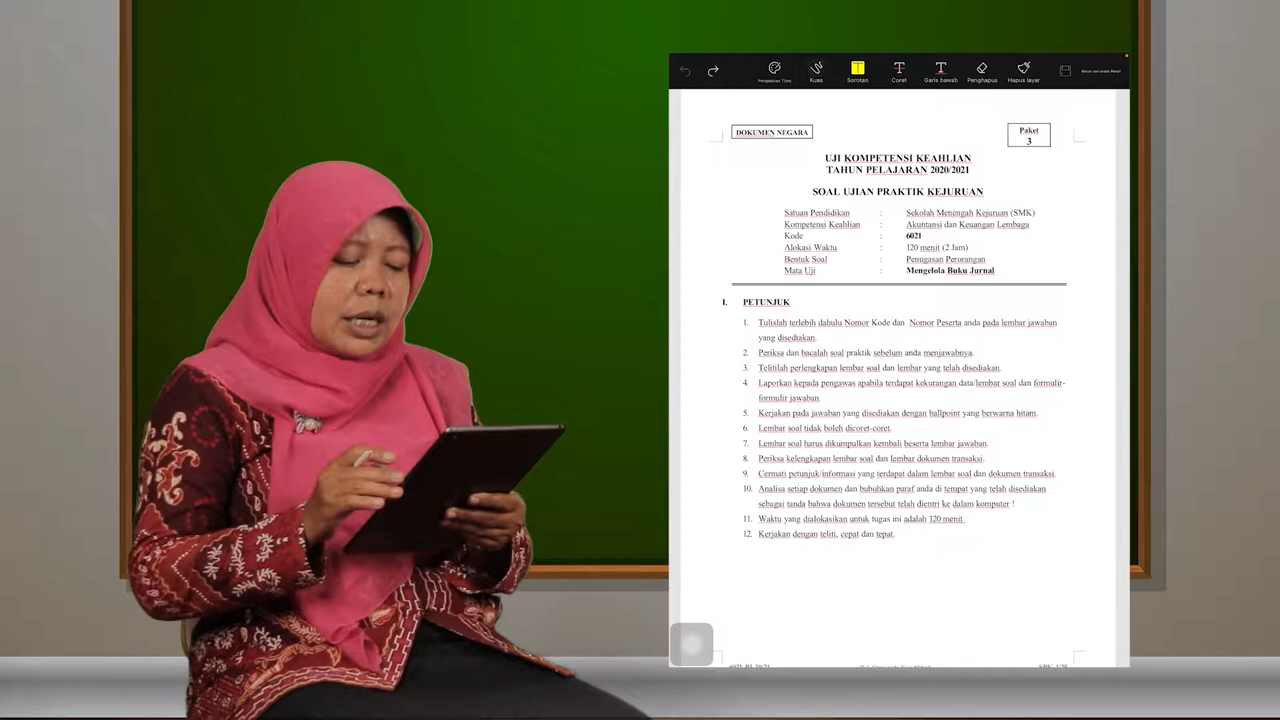 Pengaturan Tinta
Kuas
Sorotan
Coret
Garis bawah
Penghapus
Hapus layar
DOKUMEN NEGARA
Paket
3
UJI KOMPETENSI KEAHLIAN
TAHUN PELAJARAN 2020/2021
SOAL UJIAN PRAKTIK KEJURUAN
Satuan Pendidikan : Sekolah Menengah Kejuruan (SMK)
Kompetensi Keahlian : Akuntansi dan Keuangan Lembaga
Kode : 6021
Alokasi Waktu : 120 menit (2 Jam)
Bentuk Soal : Penugasan Perorangan
Mata Uji : Mengelola Buku Jurnal
I. PETUNJUK
1. Tulislah terlebih dahulu Nomor Kode dan Nomor Peserta anda pada lembar jawaban
yang disediakan.
2. Periksa dan bacalah soal praktik sebelum anda menjawabnya.
3. Telitilah perlengkapan lembar soal dan lembar yang telah disediakan.
4. Laporkan kepada pengawas apabila terdapat kekurangan data/lembar soal dan formulir-
formulir jawaban.
5. Kerjakan pada jawaban yang disediakan dengan ballpoint yang berwarna hitam.
6. Lembar soal tidak boleh dicoret-coret.
7. Lembar soal harus dikumpulkan kembali beserta lembar jawaban.
8. Periksa kelengkapan lembar soal dan lembar dokumen transaksi.
9. Cermati petunjuk/informasi yang terdapat dalam lembar soal dan dokumen transaksi.
10. Analisa setiap dokumen dan bubuhkan paraf anda di tempat yang telah disediakan
sebagai tanda bahwa dokumen tersebut telah dientri ke dalam komputer !
11. Waktu yang dialokasikan untuk tugas ini adalah 120 menit
12. Kerjakan dengan teliti, cepat dan tepat.